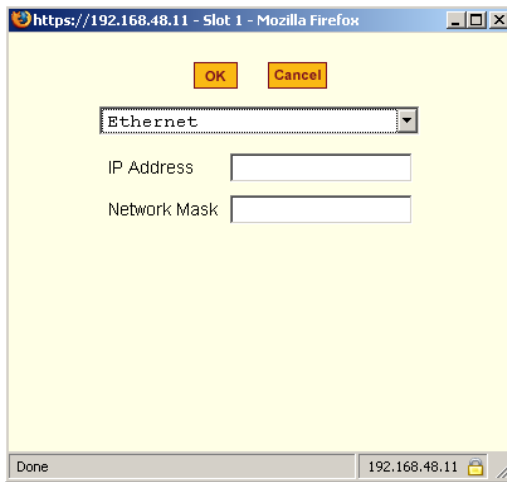 https://192.168.48.11 - Slot 1 - Mozilla Firefox
OK Cancel
Ethernet
IP Address
Network Mask
Done 192.168.48.11